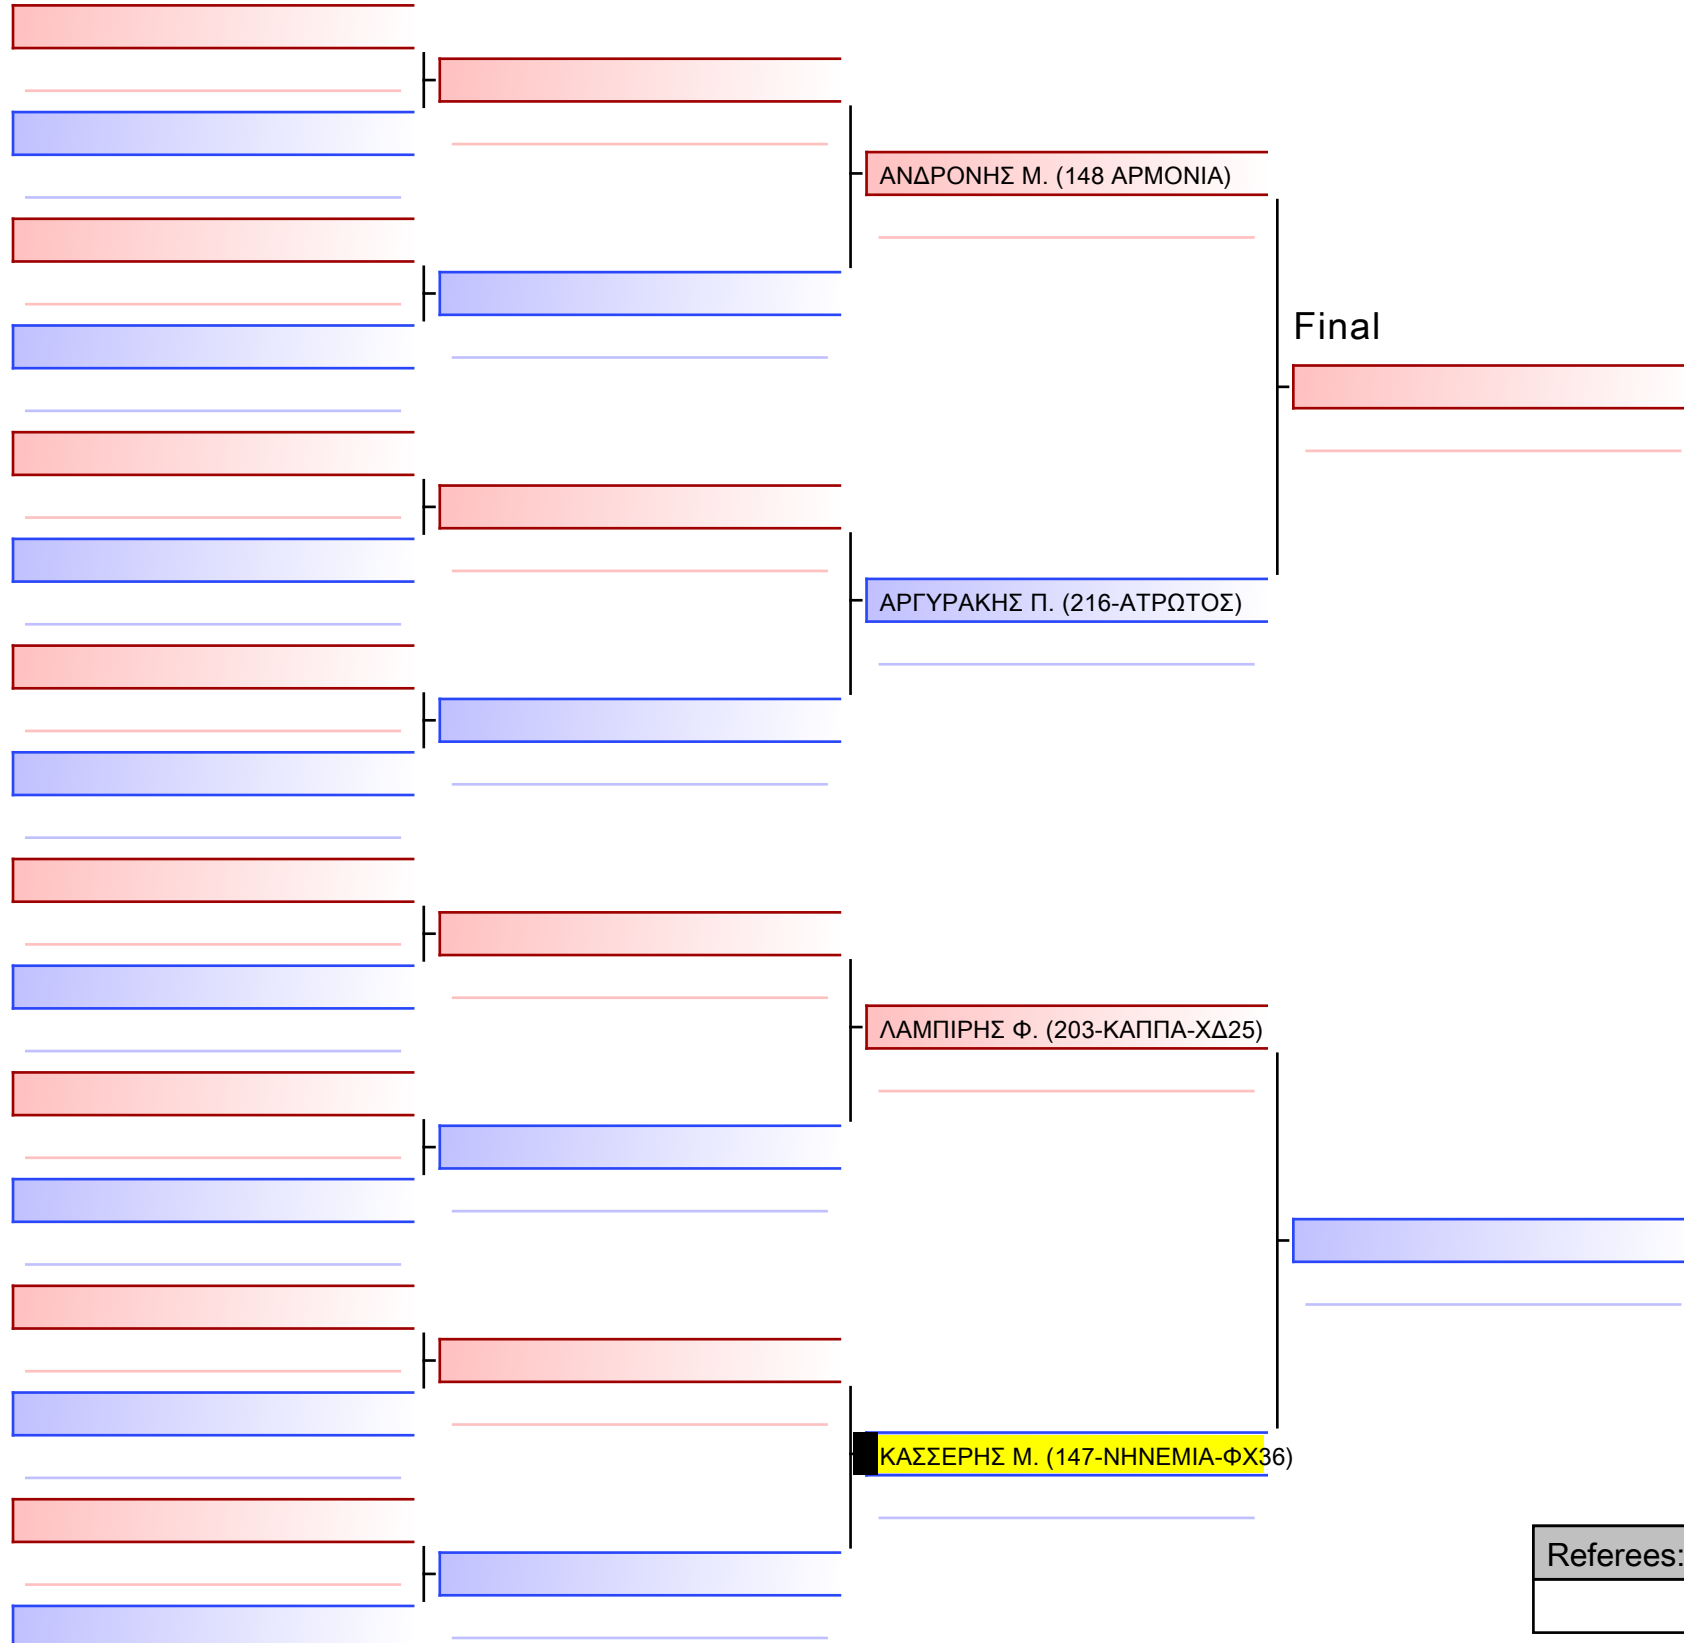 ΑΝΔΡΟΝΗΣ Μ. (148 ΑΡΜΟΝΙΑ)
Final
ΑΡΓΥΡΑΚΗΣ Π. (216-ΑΤΡΩΤΟΣ)
ΛΑΜΠΙΡΗΣ Φ. (203-ΚΑΠΠΑ-ΧΔ25)
ΚΑΣΣΕΡΗΣ Μ. (147-ΝΗΝΕΜΙΑ-ΦΧ36)
Referees: